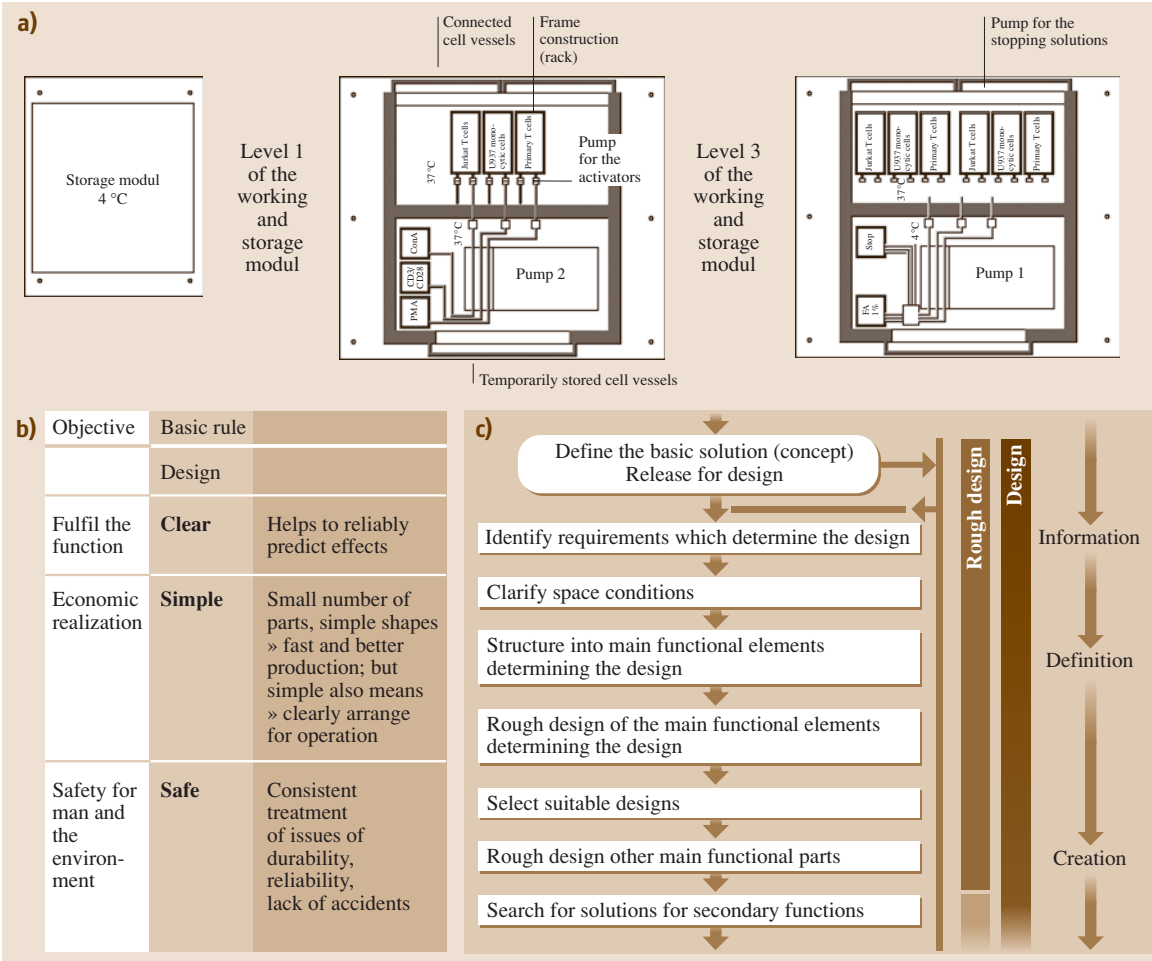 a)
Connected
cell vessels
Frame
construction
(rack)
Pump for the
stopping solutions
Storage modul
4 °C
Level 1
of the
working
and
storage
modul
37 °C
Jurkat T cells
U937 mono-
cytic cells
Primary T cells
Pump
for the
activators
37 °C
ConA
CD3/
CD28
PMA
Pump 2
Temporarily stored cell vessels
Level 3
of the
working
and
storage
modul
Jurkat T cells
U937 mono-
cytic cells
Primary T cells
Jurkat T cells
U937 mono-
cytic cells
Primary T cells
37 °C
4 °C
Stop
FA
1%
Pump 1
b)
Objective Basic rule
Design
Fulfil the
function
Clear
Helps to reliably
predict effects
Economic
realization
Simple
Small number of
parts, simple shapes
» fast and better
production; but
simple also means
» clearly arrange
for operation
Safety for
man and
the
environ-
ment
Safe
Consistent
treatment
of issues of
durability,
reliability,
lack of accidents
c)
Define the basic solution (concept)
Release for design
Identify requirements which determine the design
Clarify space conditions
Structure into main functional elements
determining the design
Rough design of the main functional elements
determining the design
Select suitable designs
Rough design other main functional parts
Search for solutions for secondary functions
Rough design
Design
Information
Definition
Creation